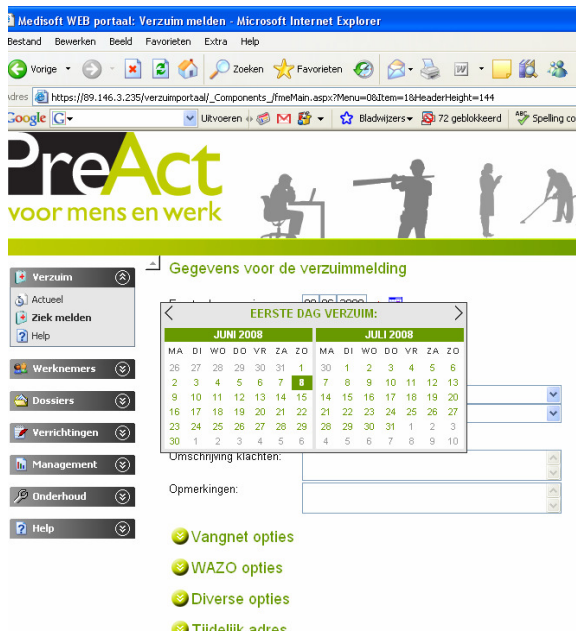 Medisoft WEB portaal: Verzuim melden - Microsoft Internet Explorer
Bestand Bewerken Beeld Favorieten Extra Help
Vorige Zoeken Favorieten
dres https://89.146.3.235/verzuimportaal/_Components_/fmeMain.aspx?Menu=0&Item=1&HeaderHeight=144
Google G Uitvoeren Bladwijzers 72 geblokkeerd Spelling co
PreAct
voor mens en werk
Verzuim
Actueel
Ziek melden
Help
Werknemers
Dossiers
Verrichtingen
Management
Onderhoud
Help
Gegevens voor de verzuimmelding
EERSTE DAG VERZUIM:
JUNI 2008 JULI 2008
MA DI WO DO VR ZA ZO MA DI WO DO VR ZA ZO
26 27 28 29 30 31 1 30 1 2 3 4 5 6
2 3 4 5 6 7 8 7 8 9 10 11 12 13
9 10 11 12 13 14 15 14 15 16 17 18 19 20
16 17 18 19 20 21 22 21 22 23 24 25 26 27
23 24 25 26 27 28 29 28 29 30 31 1 2 3
30 1 2 3 4 5 6 4 5 6 7 8 9 10
Omschrijving klachten:
Opmerkingen:
Vangnet opties
WAZO opties
Diverse opties
Tijdelijk adres